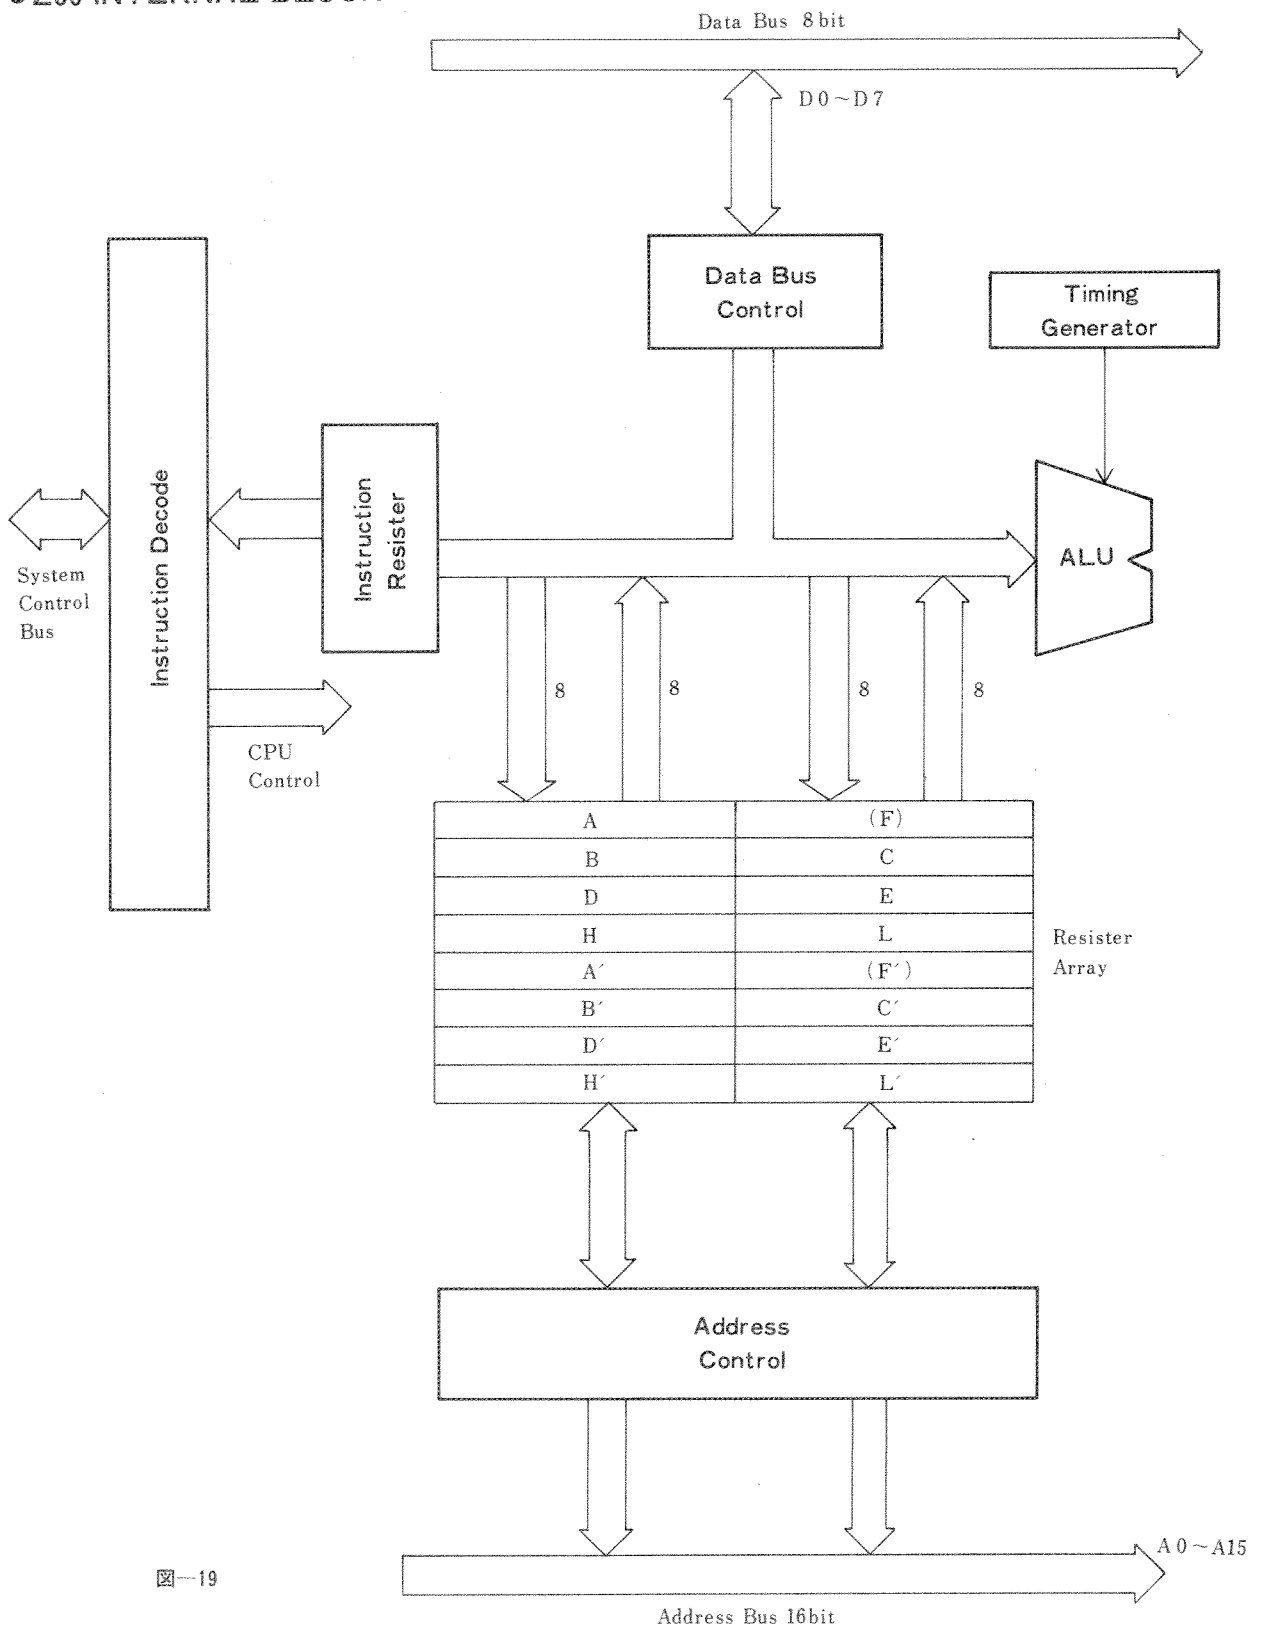 Data Bus 8bit
D0~D7
Data Bus
Control
Timing
Generator
Instruction Decode
Instruction
Resister
ALU
System
Control
Bus
CPU
Control
8
8
8
8
A (F)
B C
D E
H L
A´ (F´)
B´ C´
D´ E´
H´ L´
Resister
Array
Address
Control
A0~A15
Address Bus 16bit
図—19